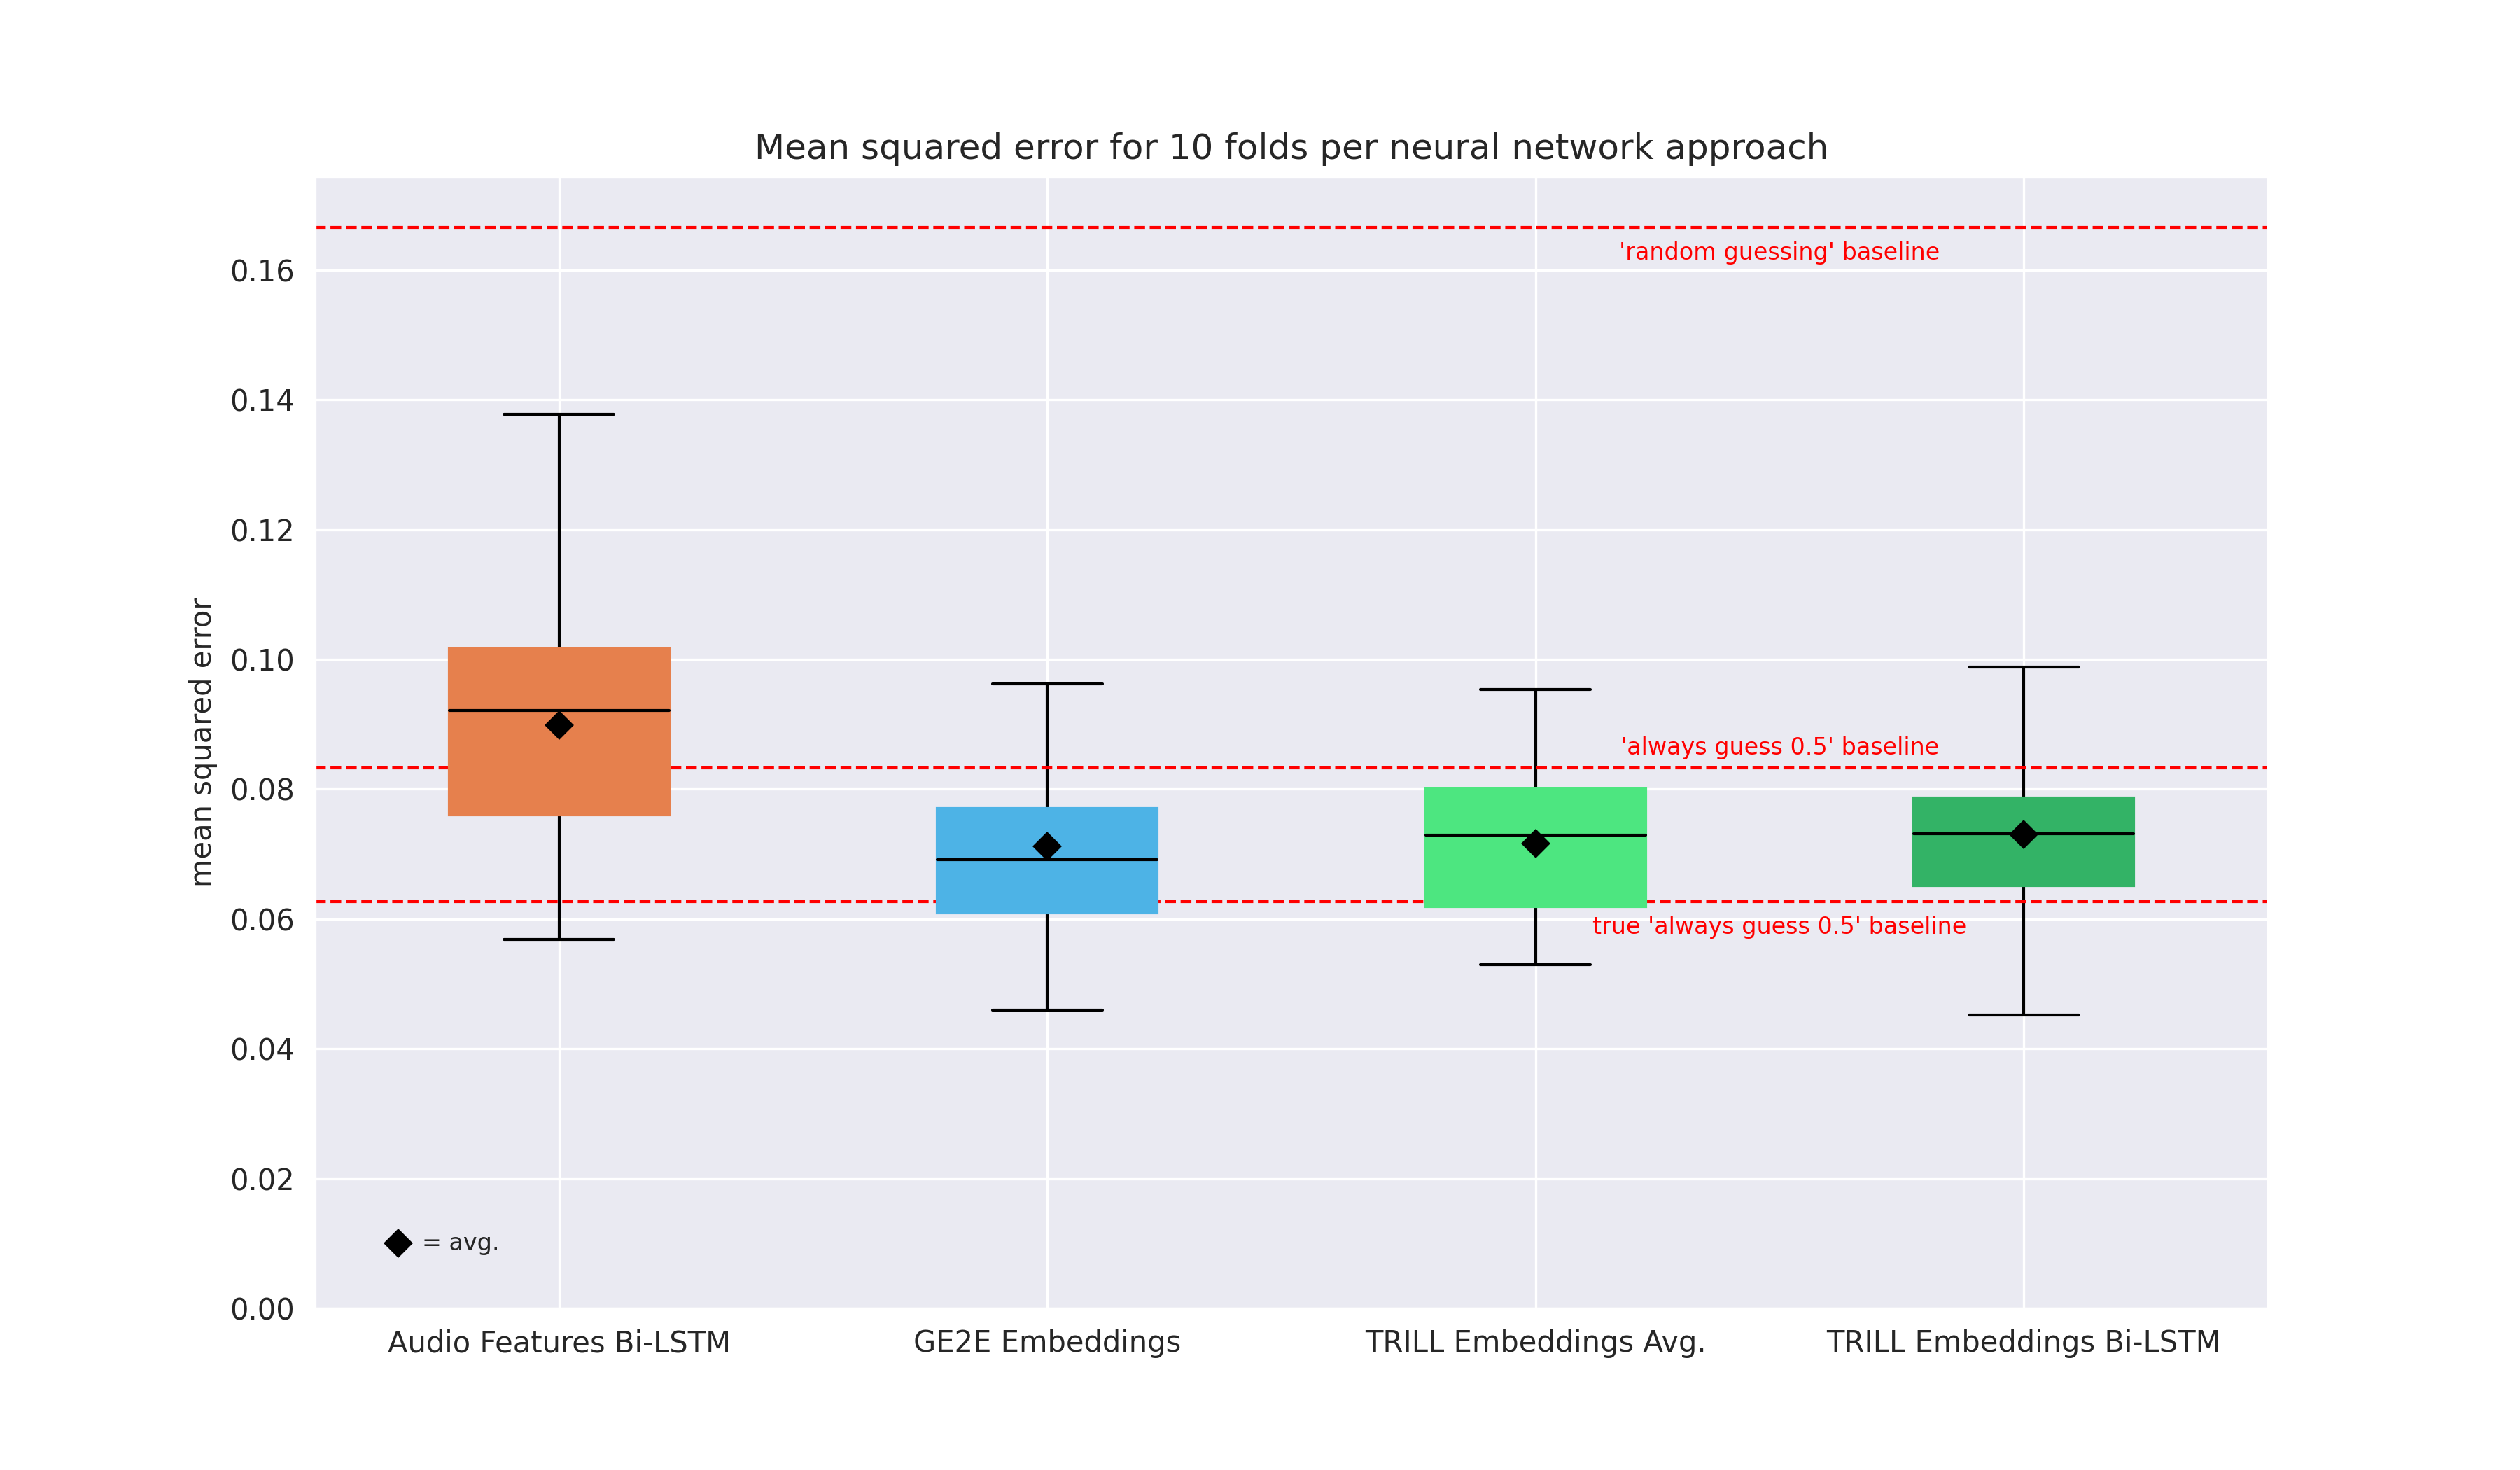 Mean squared error for 10 folds per neural network approach
mean squared error
0.16
0.14
0.12
0.10
0.08
0.06
0.04
0.02
0.00
'random guessing' baseline
'always guess 0.5' baseline
true 'always guess 0.5' baseline
= avg.
Audio Features Bi-LSTM
GE2E Embeddings
TRILL Embeddings Avg.
TRILL Embeddings Bi-LSTM